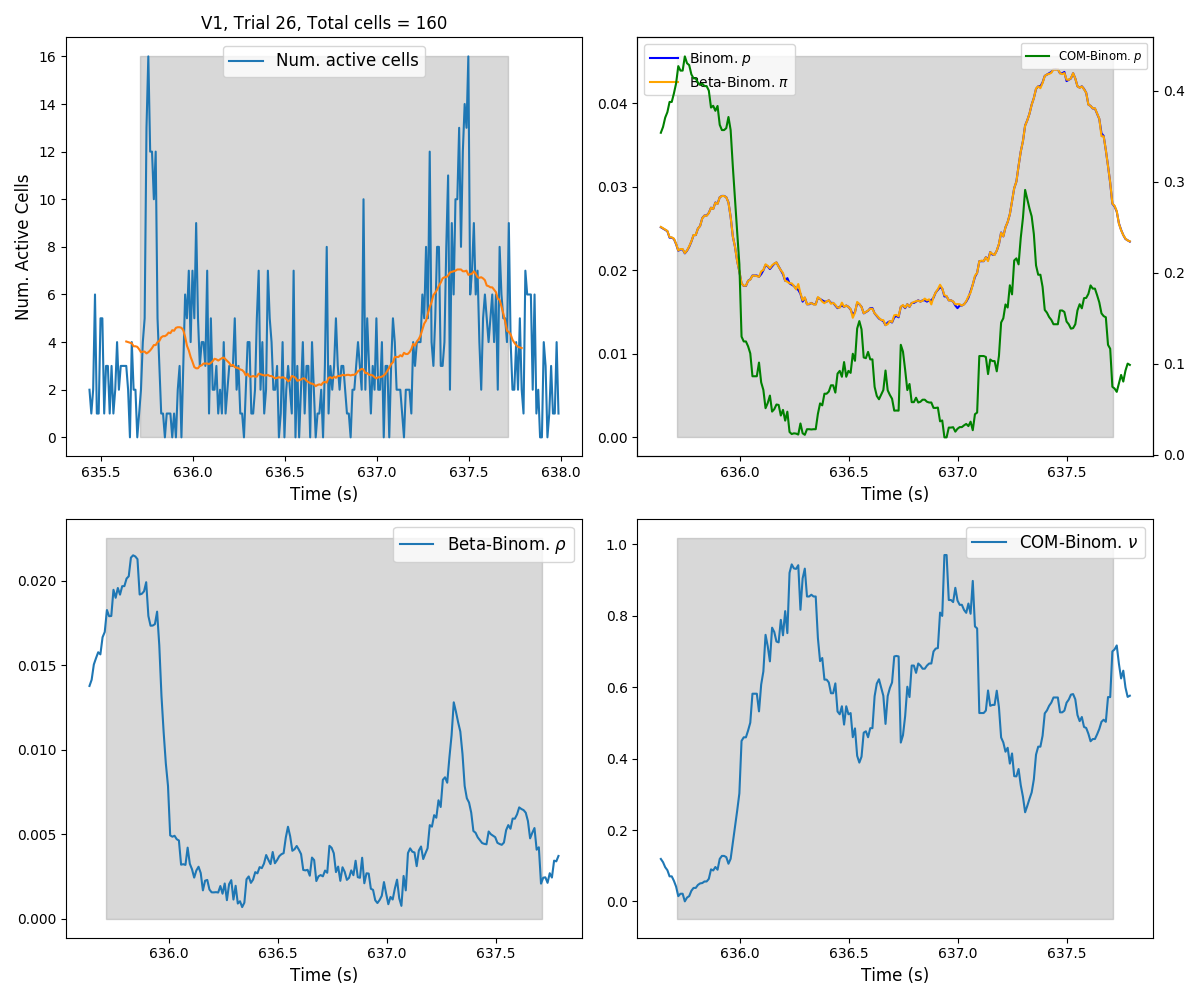 V1, Trial 26, Total cells = 160
Num. active cells
Num. Active Cells
16
14
12
10
8
6
4
2
0
635.5 636.0 636.5 637.0 637.5 638.0
Time (s)
Binom. p
Beta-Binom. π
COM-Binom. p
0.04
0.03
0.02
0.01
0.00
0.4
0.3
0.2
0.1
0.0
636.0 636.5 637.0 637.5
Time (s)
Beta-Binom. ρ
0.020
0.015
0.010
0.005
0.000
636.0 636.5 637.0 637.5
Time (s)
COM-Binom. ν
1.0
0.8
0.6
0.4
0.2
0.0
636.0 636.5 637.0 637.5
Time (s)